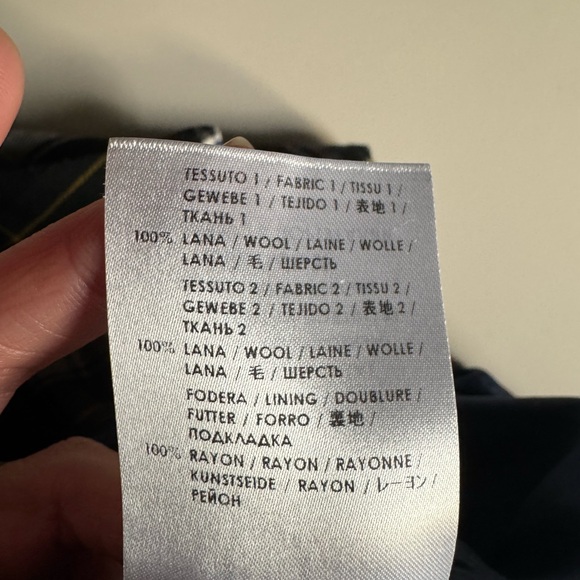 TESSUTO 1 / FABRIC 1 / TISSU 1 /
GEWEBE 1 / TEJIDO 1 / 表地 1 /
ТКАНЬ 1
100% LANA / WOOL / LAINE / WOLLE /
LANA / 毛 / ШЕРСТЬ
TESSUTO 2 / FABRIC 2 / TISSU 2 /
GEWEBE 2 / TEJIDO 2 / 表地 2 /
ТКАНЬ 2
100% LANA / WOOL / LAINE / WOLLE /
LANA / 毛 / ШЕРСТЬ
FODERA / LINING / DOUBLURE /
FUTTER / FORRO / 裏地 /
ПОДКЛАДКА
100% RAYON / RAYON / RAYONNE /
KUNSTSEIDE / RAYON / レーヨン /
РЕЙОН